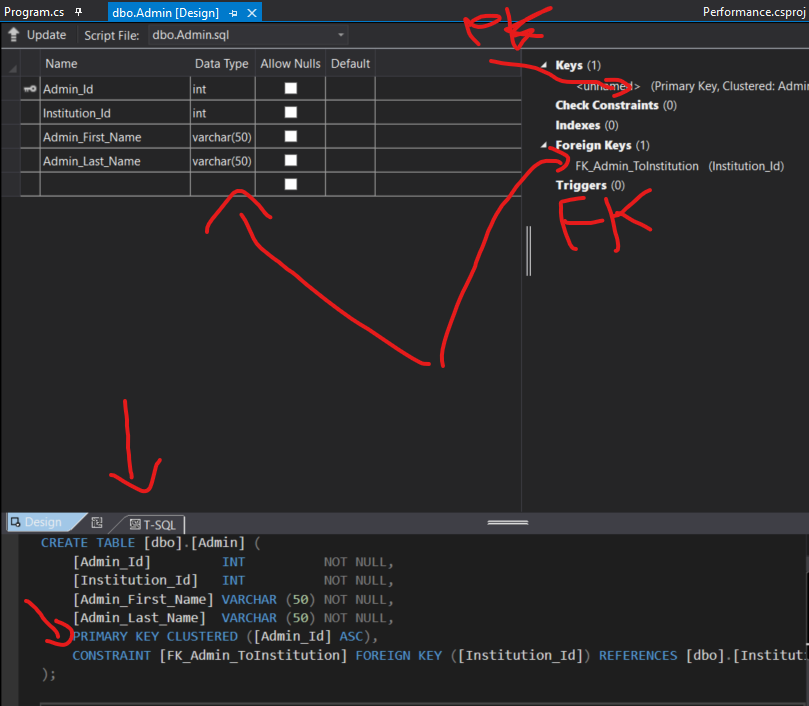 Program.cs
dbo.Admin [Design]
Performance.csproj
Update Script File: dbo.Admin.sql
PK
Name Data Type Allow Nulls Default
Admin_Id int
Institution_Id int
Admin_First_Name varchar(50)
Admin_Last_Name varchar(50)
Keys (1)
<unnamed> (Primary Key, Clustered: Admin
Check Constraints (0)
Indexes (0)
Foreign Keys (1)
FK_Admin_ToInstitution (Institution_Id)
Triggers (0)
FK
Design T-SQL
CREATE TABLE [dbo].[Admin] (
[Admin_Id] INT NOT NULL,
[Institution_Id] INT NOT NULL,
[Admin_First_Name] VARCHAR (50) NOT NULL,
[Admin_Last_Name] VARCHAR (50) NOT NULL,
PRIMARY KEY CLUSTERED ([Admin_Id] ASC),
CONSTRAINT [FK_Admin_ToInstitution] FOREIGN KEY ([Institution_Id]) REFERENCES [dbo].[Institut
);